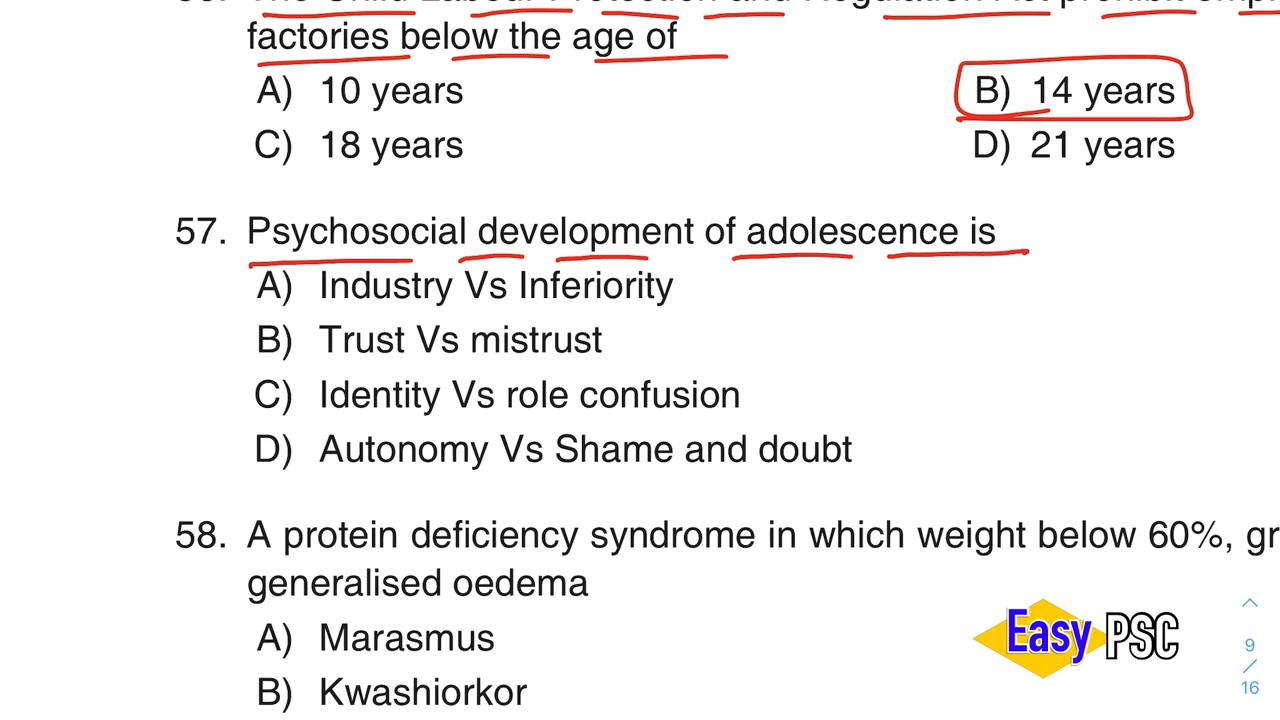 factories below the age of
A) 10 years
B) 14 years
C) 18 years
D) 21 years
57. Psychosocial development of adolescence is
A) Industry Vs Inferiority
B) Trust Vs mistrust
C) Identity Vs role confusion
D) Autonomy Vs Shame and doubt
58. A protein deficiency syndrome in which weight below 60%, gr
generalised oedema
A) Marasmus
B) Kwashiorkor
Easy PSC
9
/
16